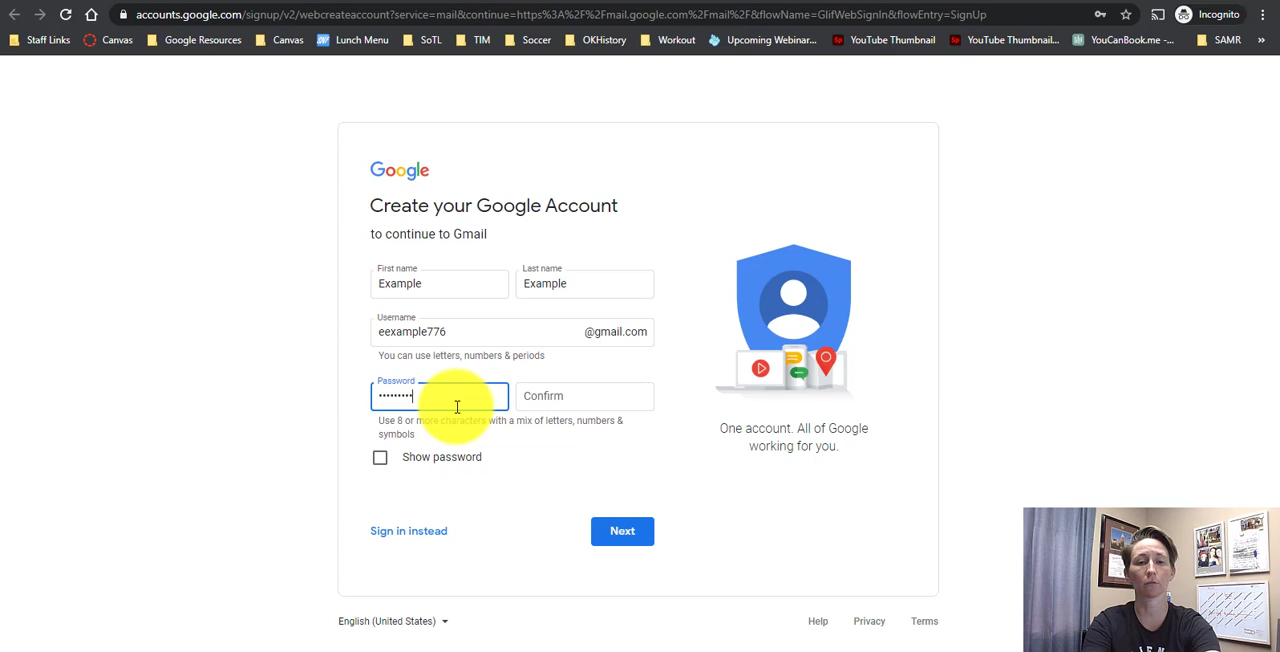 accounts.google.com/signup/v2/webcreateaccount?service=mail&continue=https%3A%2F%2Fmail.google.com%2Fmail%2F&flowName=GlifWebSignIn&flowEntry=SignUp
Incognito
Staff Links Canvas Google Resources Canvas Lunch Menu SoTL TIM Soccer OKHistory Workout Upcoming Webinar... YouTube Thumbnail YouTube Thumbnail... YouCanBook.me -... SAMR »
Google
Create your Google Account
to continue to Gmail
First name
Example
Last name
Example
Username
eexample776 @gmail.com
You can use letters, numbers & periods
Password
•••••••••
Confirm
Use 8 or more characters with a mix of letters, numbers &
symbols
Show password
Sign in instead
Next
One account. All of Google
working for you.
English (United States)
Help Privacy Terms